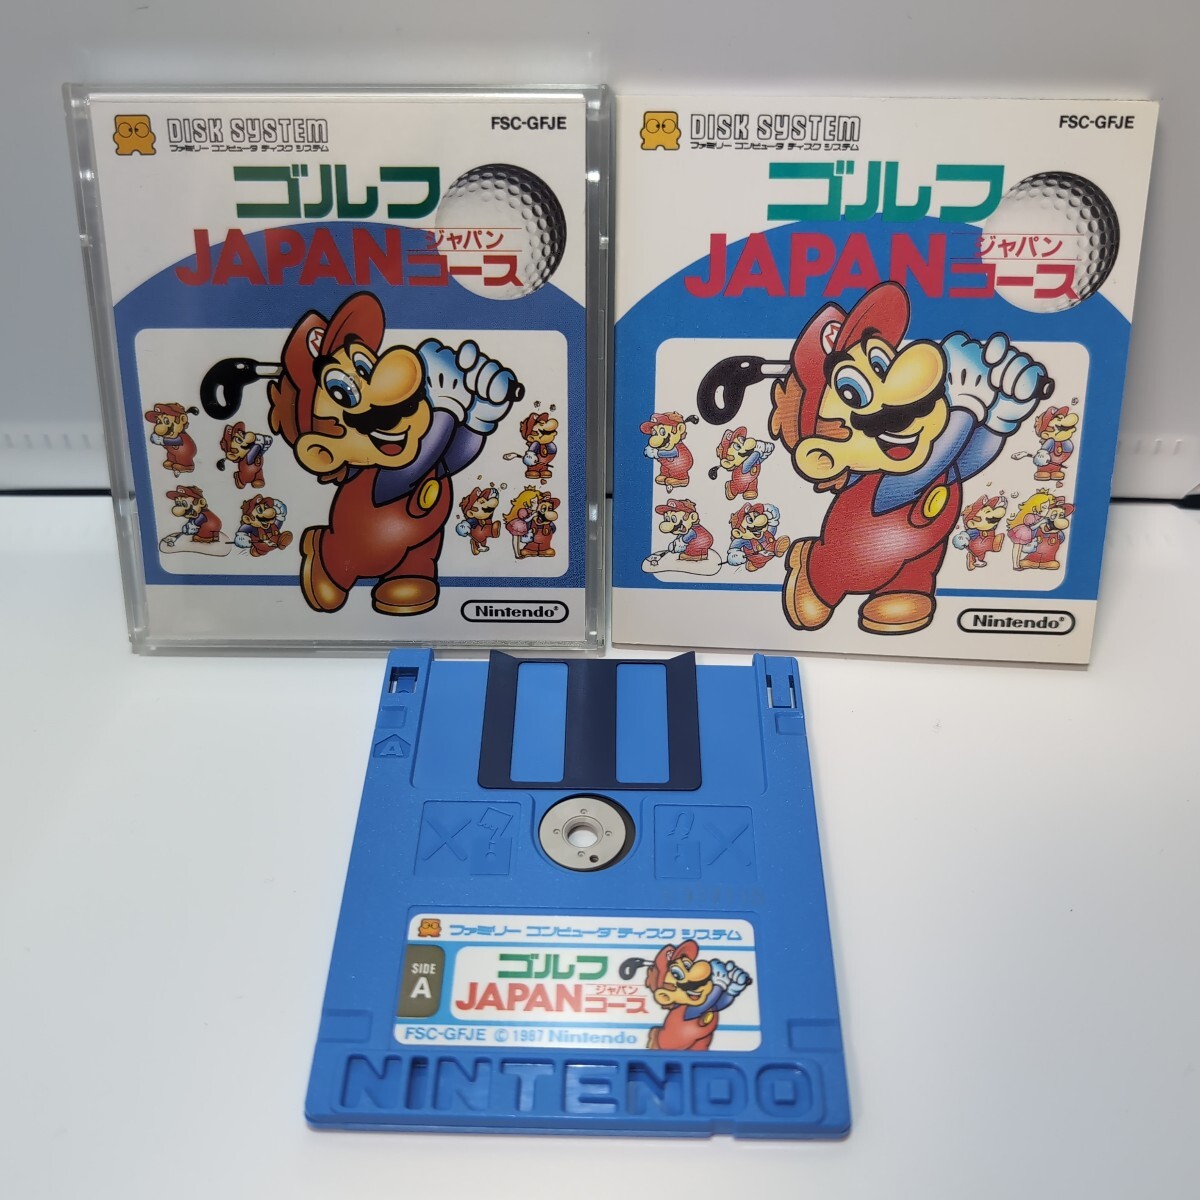 DISK SYSTEM
ファミリー コンピュータ ディスク システム
FSC-GFJE
ゴルフ
JAPAN
ジャパン
コース
M
Nintendo®
DISK SYSTEM
ファミリー コンピュータ ディスク システム
FSC-GFJE
ゴルフ
JAPAN
ジャパン
コース
M
Nintendo®
A
ファミリー コンピュータ ディスク システム
SIDE
A
ゴルフ
JAPAN
ジャパン
コース
FSC-GFJE © 1987 Nintendo
NINTENDO